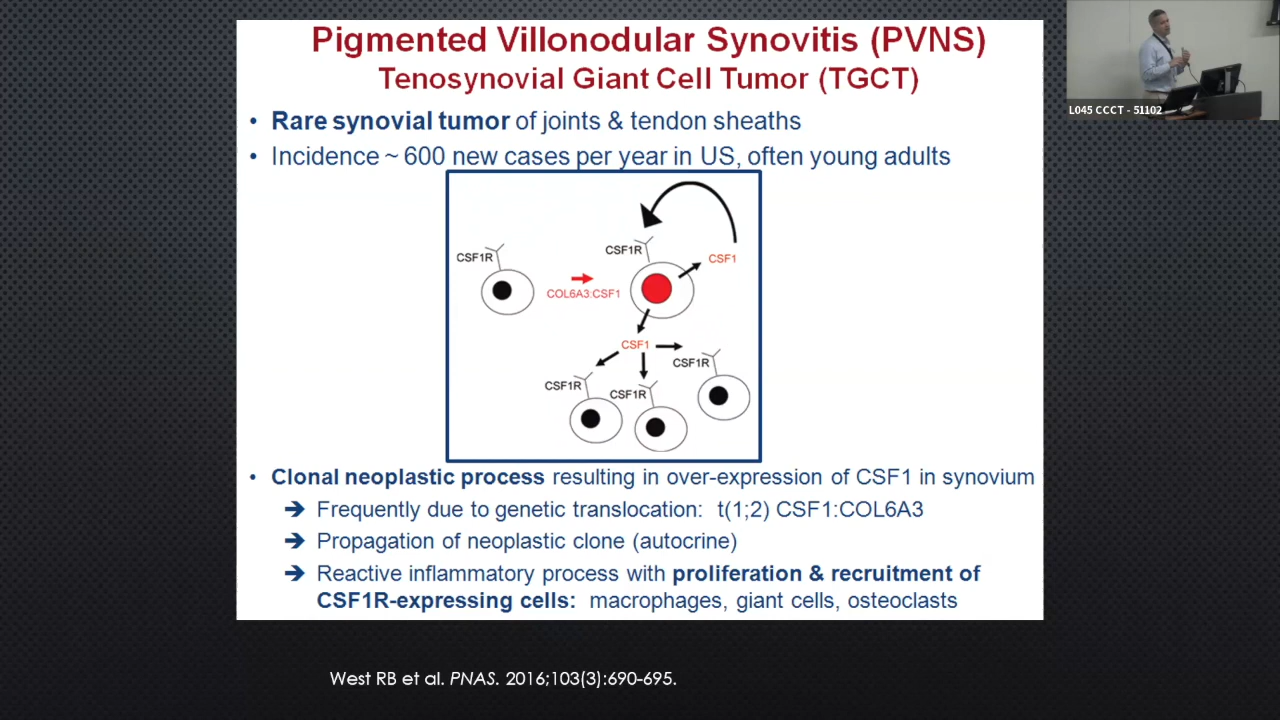 Pigmented Villonodular Synovitis (PVNS)
Tenosynovial Giant Cell Tumor (TGCT)
L045 CCCT - 51102
• Rare synovial tumor of joints & tendon sheaths
• Incidence ~ 600 new cases per year in US, often young adults
CSF1R
CSF1R
CSF1
COL6A3:CSF1
CSF1
CSF1R
CSF1R
CSF1R
• Clonal neoplastic process resulting in over-expression of CSF1 in synovium
➔ Frequently due to genetic translocation: t(1;2) CSF1:COL6A3
➔ Propagation of neoplastic clone (autocrine)
➔ Reactive inflammatory process with proliferation & recruitment of
CSF1R-expressing cells: macrophages, giant cells, osteoclasts
West RB et al. PNAS. 2016;103(3):690-695.